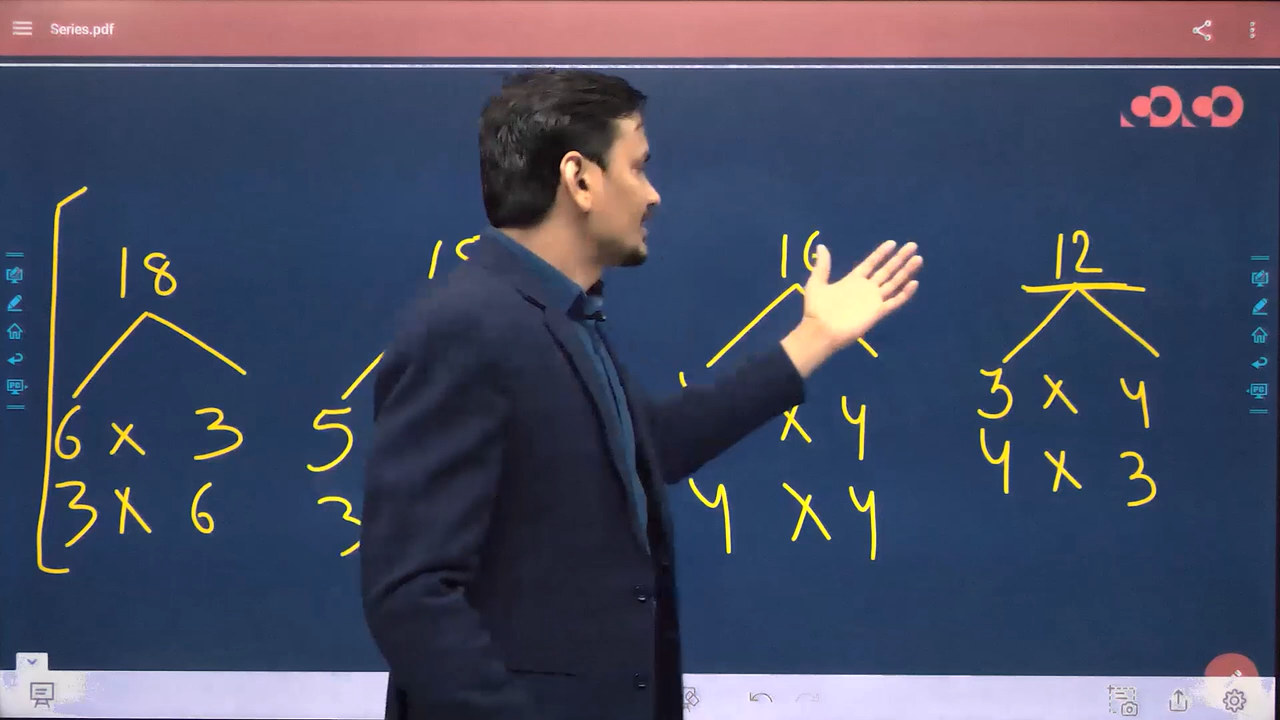 Series.pdf
18 16 12
6 x 3 5 x 4 3 x 4
3 x 6 3 4 x 4 4 x 3